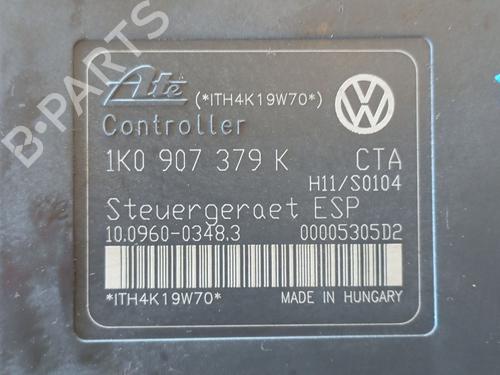 B-PARTS
Ate (*ITH4K19W70*)
Controller
1K0 907 379 K CTA
H11/S0104
Steuergeraet ESP
10.0960-0348.3 00005305D2
*ITH4K19W70* MADE IN HUNGARY